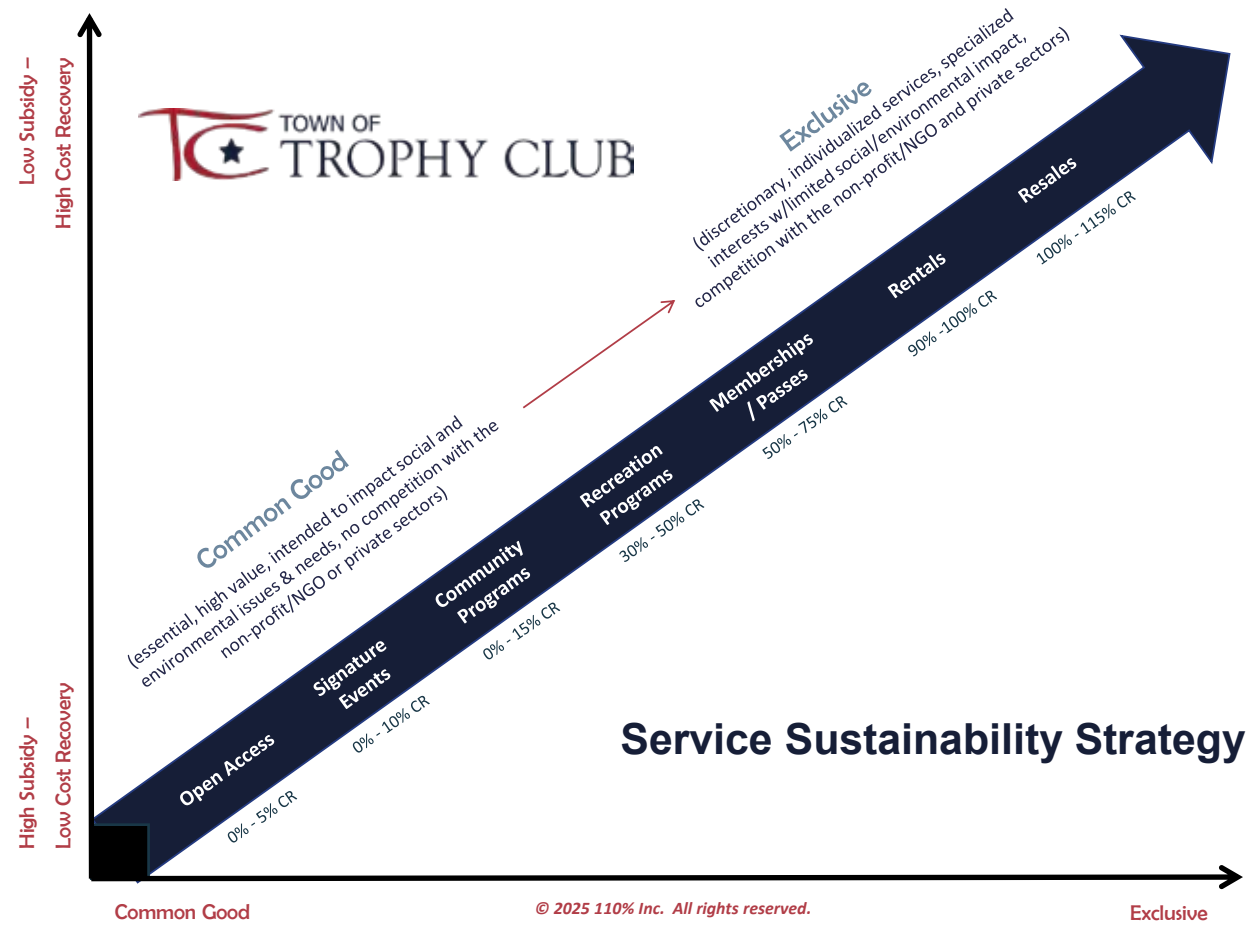 Low Subsidy –
High Cost Recovery
TOWN OF
TROPHY CLUB
Exclusive
(discretionary, individualized services, specialized
interests w/limited social/environmental impact,
competition with the non-profit/NGO and private sectors)
Common Good
(essential, high value, intended to impact social and
environmental issues & needs, no competition with the
non-profit/NGO or private sectors)
Resales
100% - 115% CR
Rentals
90% -100% CR
Memberships
/ Passes
50% - 75% CR
Recreation
Programs
30% - 50% CR
Community
Programs
0% - 15% CR
Signature
Events
0% - 10% CR
Open Access
0% - 5% CR
Service Sustainability Strategy
High Subsidy –
Low Cost Recovery
Common Good
© 2025 110% Inc. All rights reserved.
Exclusive